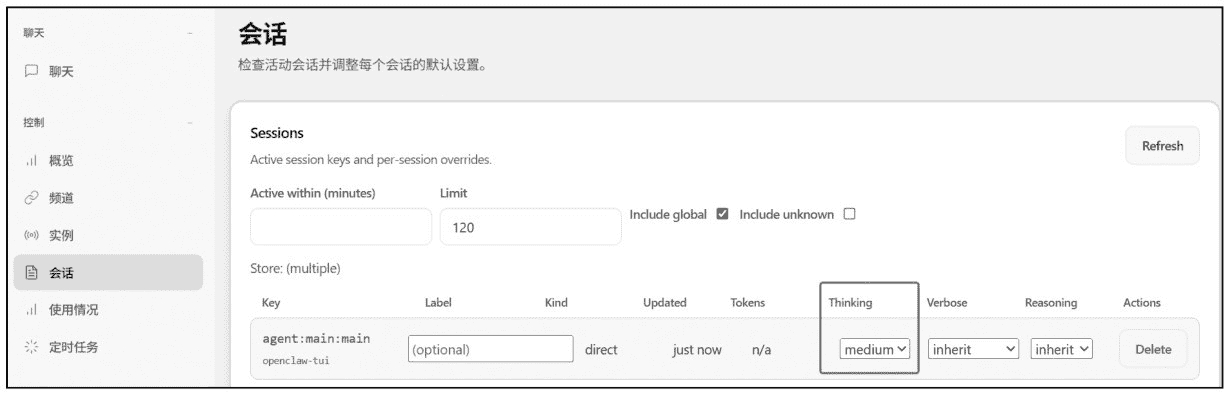 聊天
聊天
控制
概览
频道
实例
会话
使用情况
定时任务
会话
检查活动会话并调整每个会话的默认设置。
Sessions
Active session keys and per-session overrides.
Refresh
Active within (minutes) Limit
120
Include global Include unknown
Store: (multiple)
Key Label Kind Updated Tokens Thinking Verbose Reasoning Actions
agent:main:main
openclaw-tui
(optional) direct just now n/a medium inherit inherit Delete